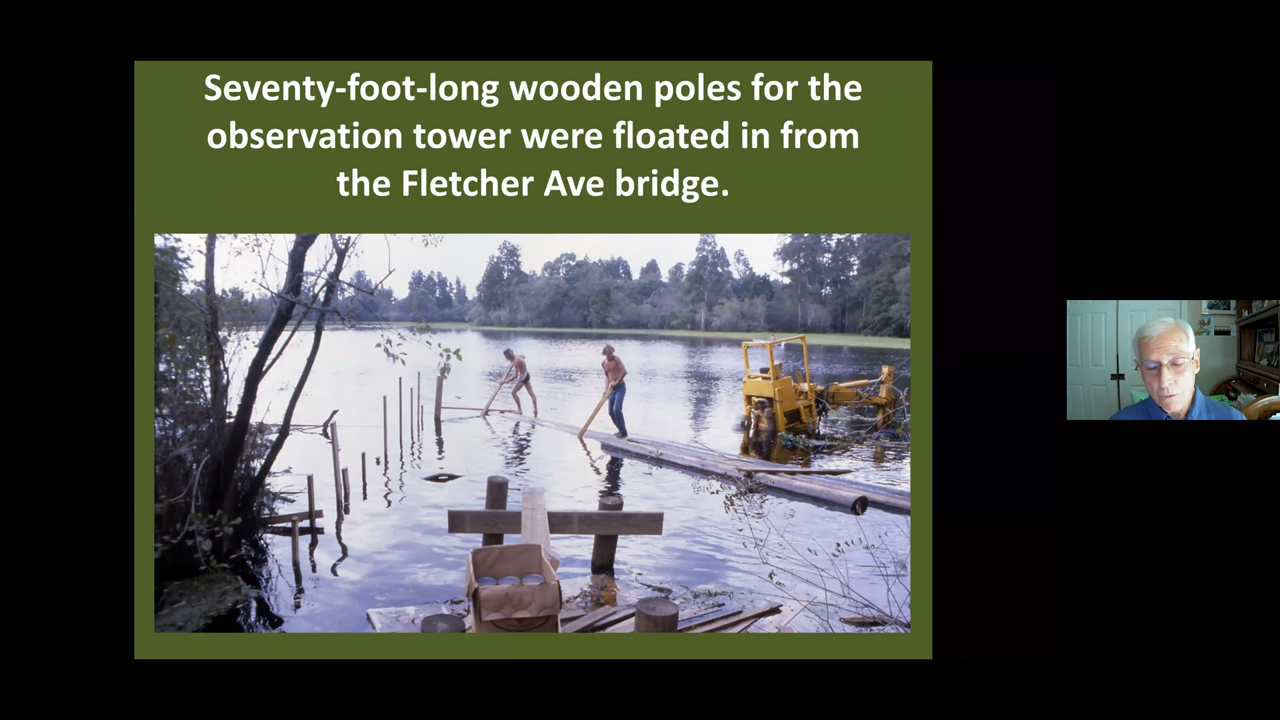 Seventy-foot-long wooden poles for the
observation tower were floated in from
the Fletcher Ave bridge.